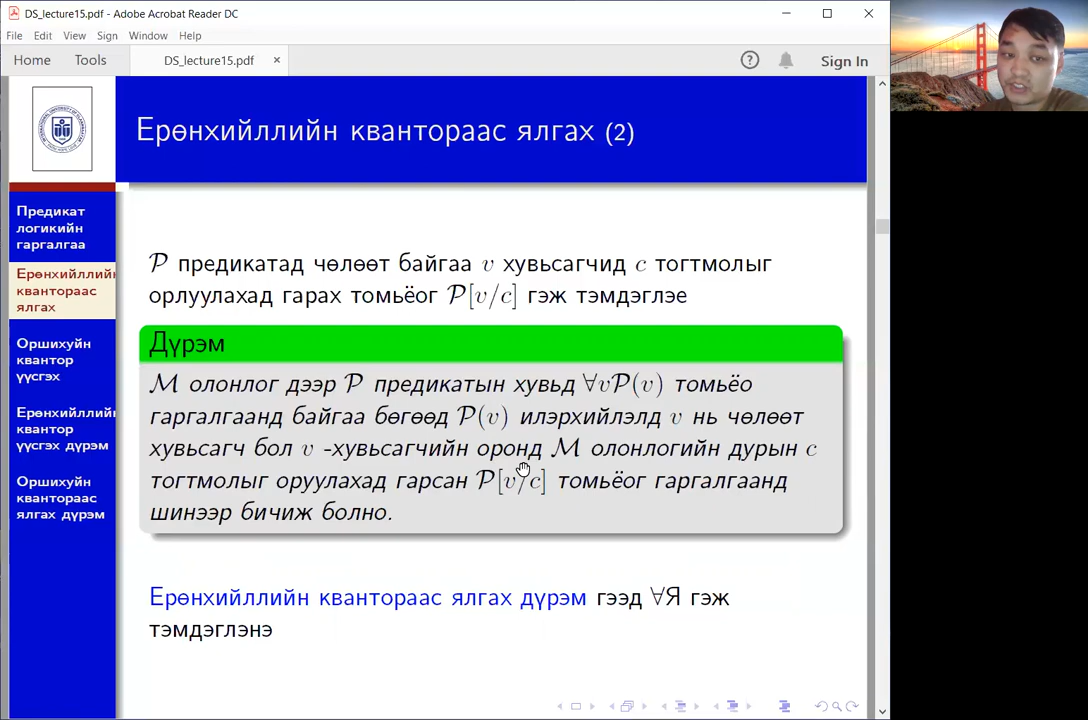 DS_lecture15.pdf - Adobe Acrobat Reader DC
File Edit View Sign Window Help
Home Tools DS_lecture15.pdf × Sign In
Ерөнхийллийн квантораас ялгах (2)
Предикат
логикийн
гаргалгаа
Ерөнхийллийн
квантораас
ялгах
Оршихуйн
квантор
үүсгэх
Ерөнхийллийн
квантор
үүсгэх дүрэм
Оршихуйн
квантораас
ялгах дүрэм
𝒫 предикатад чөлөөт байгаа v хувьсагчид c тогтмолыг
орлуулахад гарах томьёог 𝒫[v/c] гэж тэмдэглэе
Дүрэм
ℳ олонлог дээр 𝒫 предикатын хувьд ∀v𝒫(v) томьёо
гаргалгаанд байгаа бөгөөд 𝒫(v) илэрхийлэлд v нь чөлөөт
хувьсагч бол v -хувьсагчийн оронд ℳ олонлогийн дурын c
тогтмолыг оруулахад гарсан 𝒫[v/c] томьёог гаргалгаанд
шинээр бичиж болно.
Ерөнхийллийн квантораас ялгах дүрэм гээд ∀Я гэж
тэмдэглэнэ